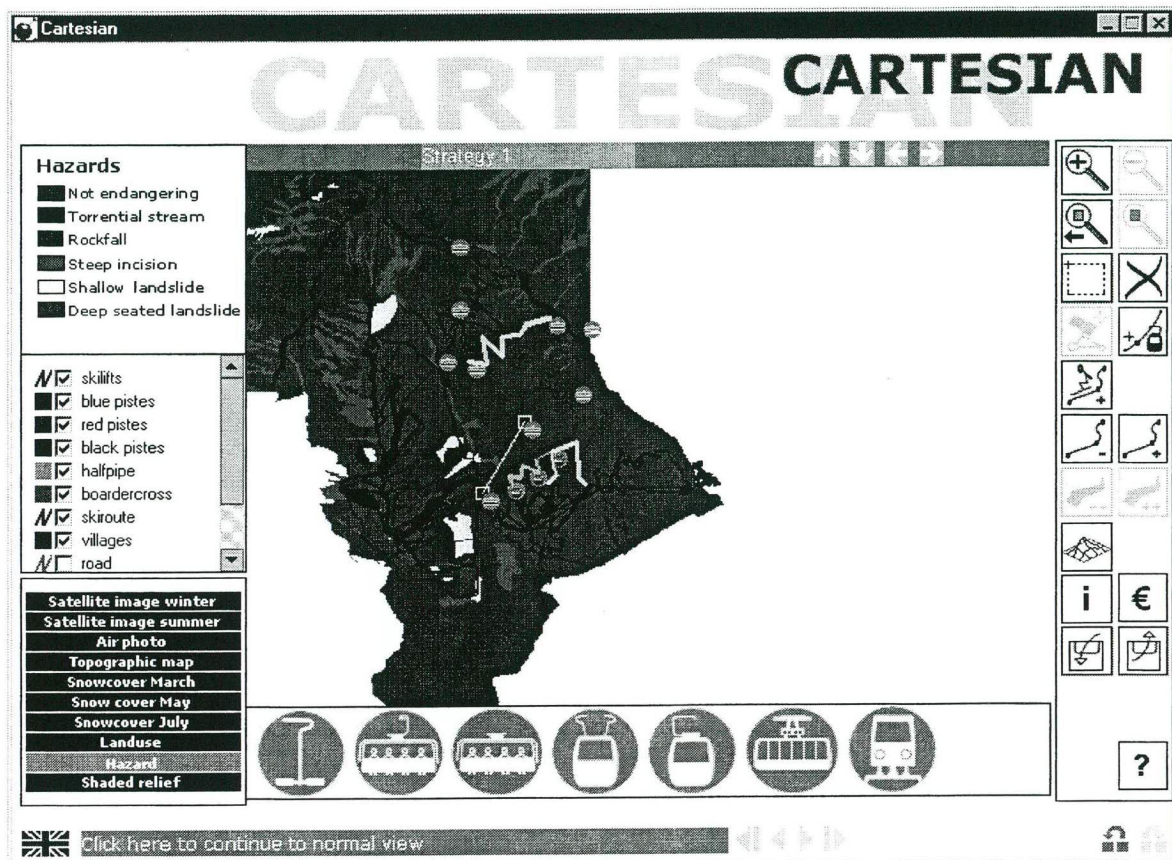 Cartesian
CARTESIAN
CARTESIAN
Strategy 1
Hazards
Not endangering
Torrential stream
Rockfall
Steep incision
Shallow landslide
Deep seated landslide
skilifts
blue pistes
red pistes
black pistes
halfpipe
boardercross
skiroute
villages
road
Satellite image winter
Satellite image summer
Air photo
Topographic map
Snowcover March
Snow cover May
Snowcover July
Landuse
Hazard
Shaded relief
i €
?
Click here to continue to normal view